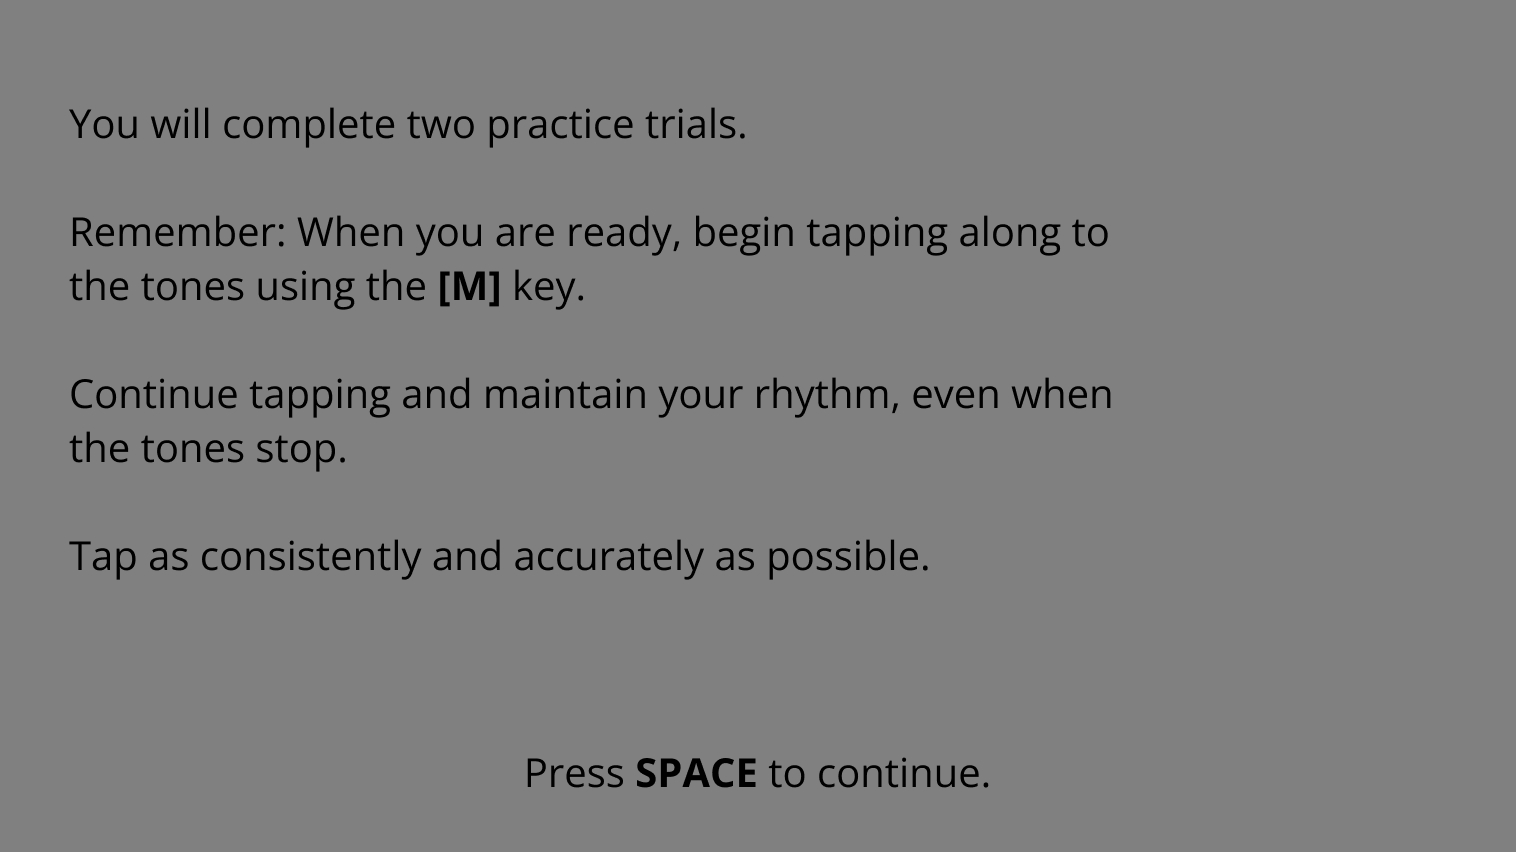 You will complete two practice trials.
Remember: When you are ready, begin tapping along to
the tones using the [M] key.
Continue tapping and maintain your rhythm, even when
the tones stop.
Tap as consistently and accurately as possible.
Press SPACE to continue.